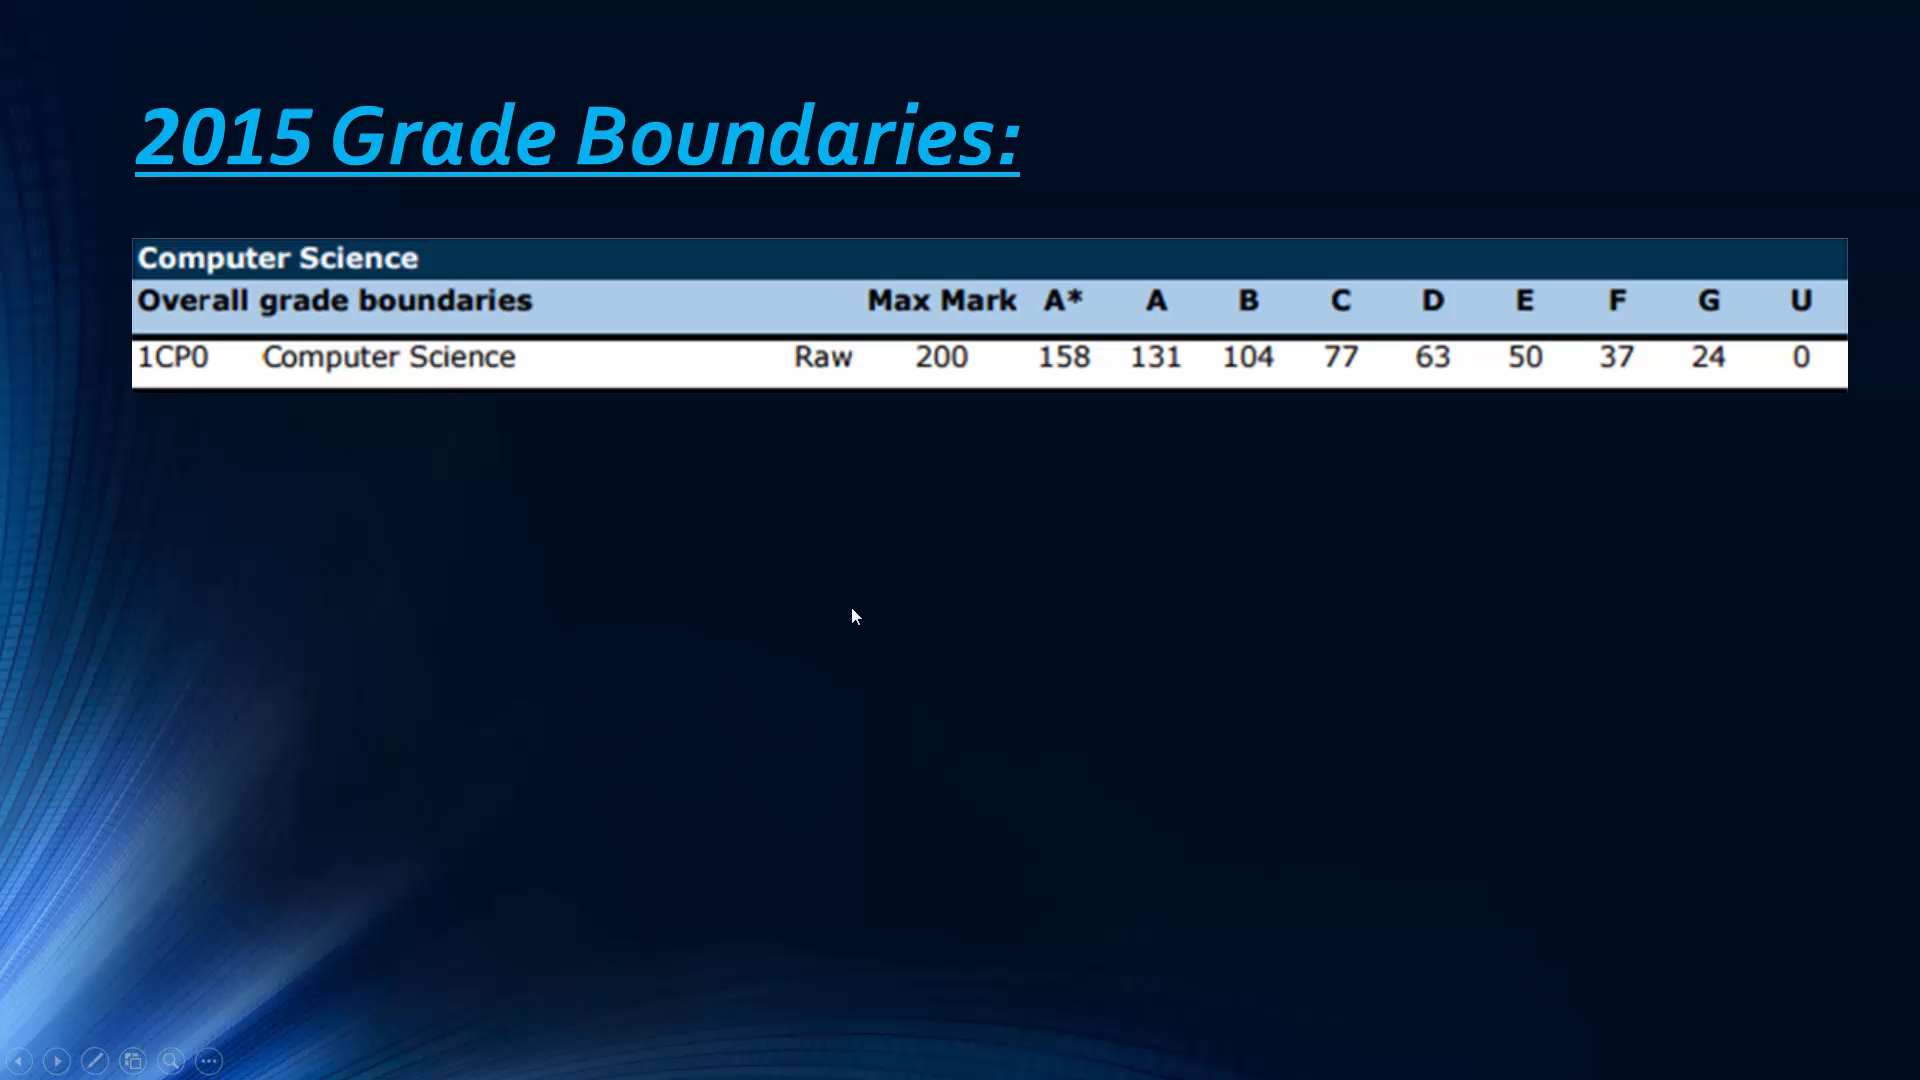 2015 Grade Boundaries:
Computer Science
Overall grade boundaries Max Mark A* A B C D E F G U
1CP0 Computer Science Raw 200 158 131 104 77 63 50 37 24 0